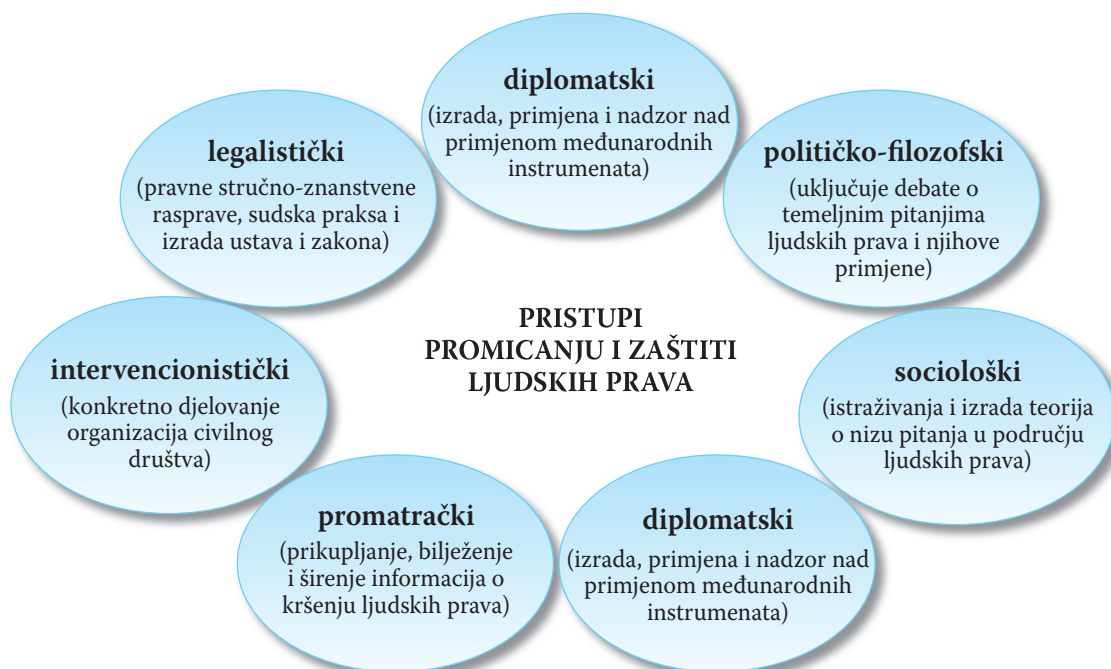 diplomatski
(izrada, primjena i nadzor nad
primjenom međunarodnih
instrumenata)
legalistički
(pravne stručno-znanstvene
rasprave, sudska praksa i
izrada ustava i zakona)
političko-filozofski
(uključuje debate o
temeljnim pitanjima
ljudskih prava i njihove
primjene)
PRISTUPI
PROMICANJU I ZAŠTITI
LJUDSKIH PRAVA
intervencionistički
(konkretno djelovanje
organizacija civilnog
društva)
sociološki
(istraživanja i izrada teorija
o nizu pitanja u području
ljudskih prava)
promatrački
(prikupljanje, bilježenje
i širenje informacija o
kršenju ljudskih prava)
diplomatski
(izrada, primjena i nadzor nad
primjenom međunarodnih
instrumenata)